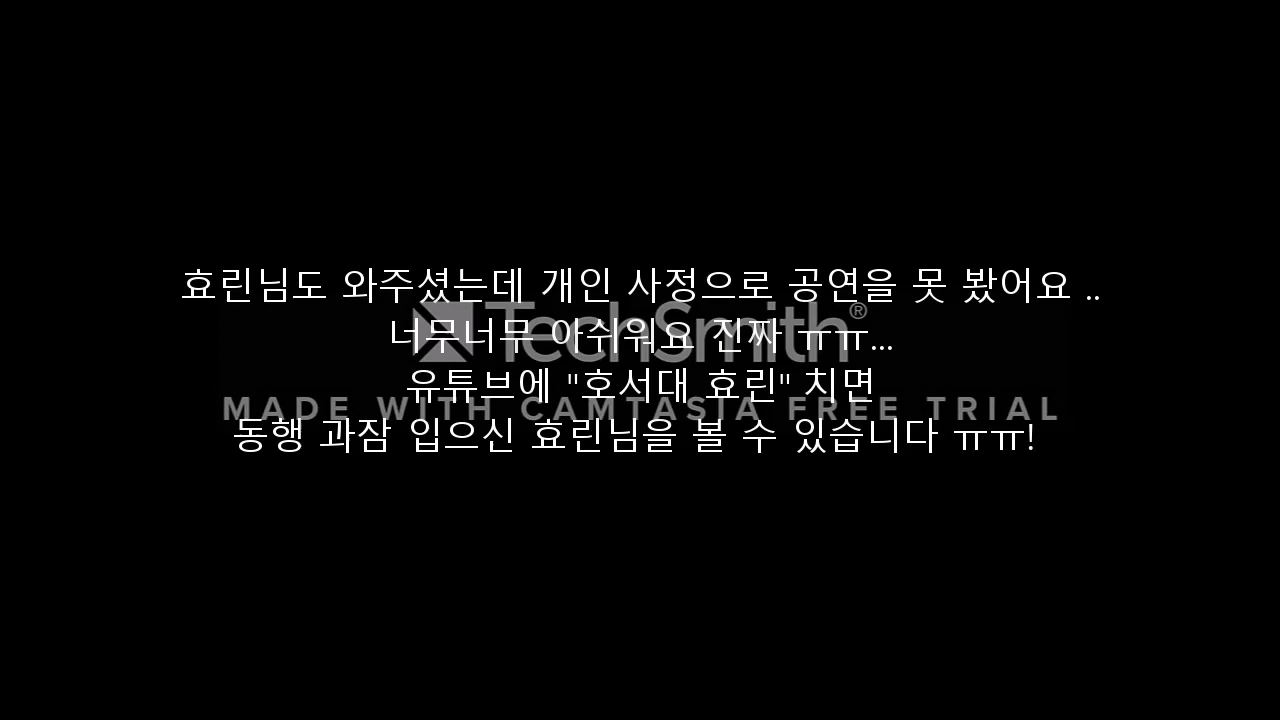 효린님도 와주셨는데 개인 사정으로 공연을 못 봤어요 ..
너무너무 아쉬워요 진짜 ㅠㅠ...
유튜브에 "호서대 효린" 치면
동행 과잠 입으신 효린님을 볼 수 있습니다 ㅠㅠ!
TechSmith®
MADE WITH CAMTASIA FREE TRIAL